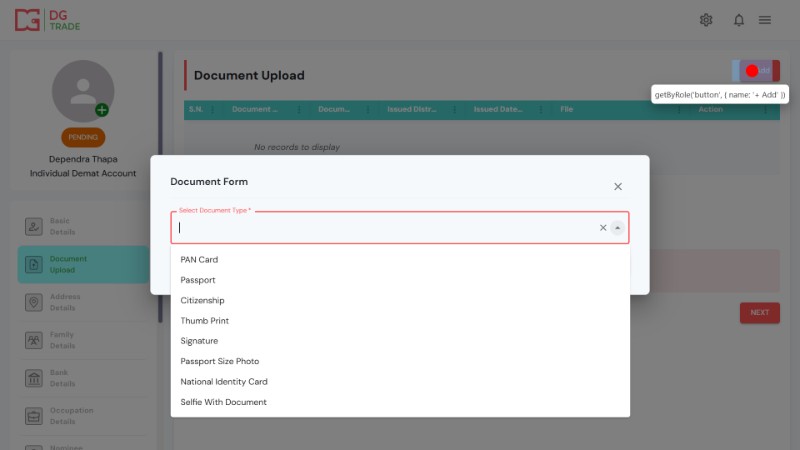 DG
TRADE
Document Upload
+ Add
getByRole('button', { name: '+ Add' })
S.N. Document ... Docum... Issued Distr... Issued Date... File Action
No records to display
PENDING
Dependra Thapa
Individual Demat Account
Basic
Details
Document
Upload
Address
Details
Family
Details
Bank
Details
Occupation
Details
Nominee
Document Form
Select Document Type *
PAN Card
Passport
Citizenship
Thumb Print
Signature
Passport Size Photo
National Identity Card
Selfie With Document
NEXT